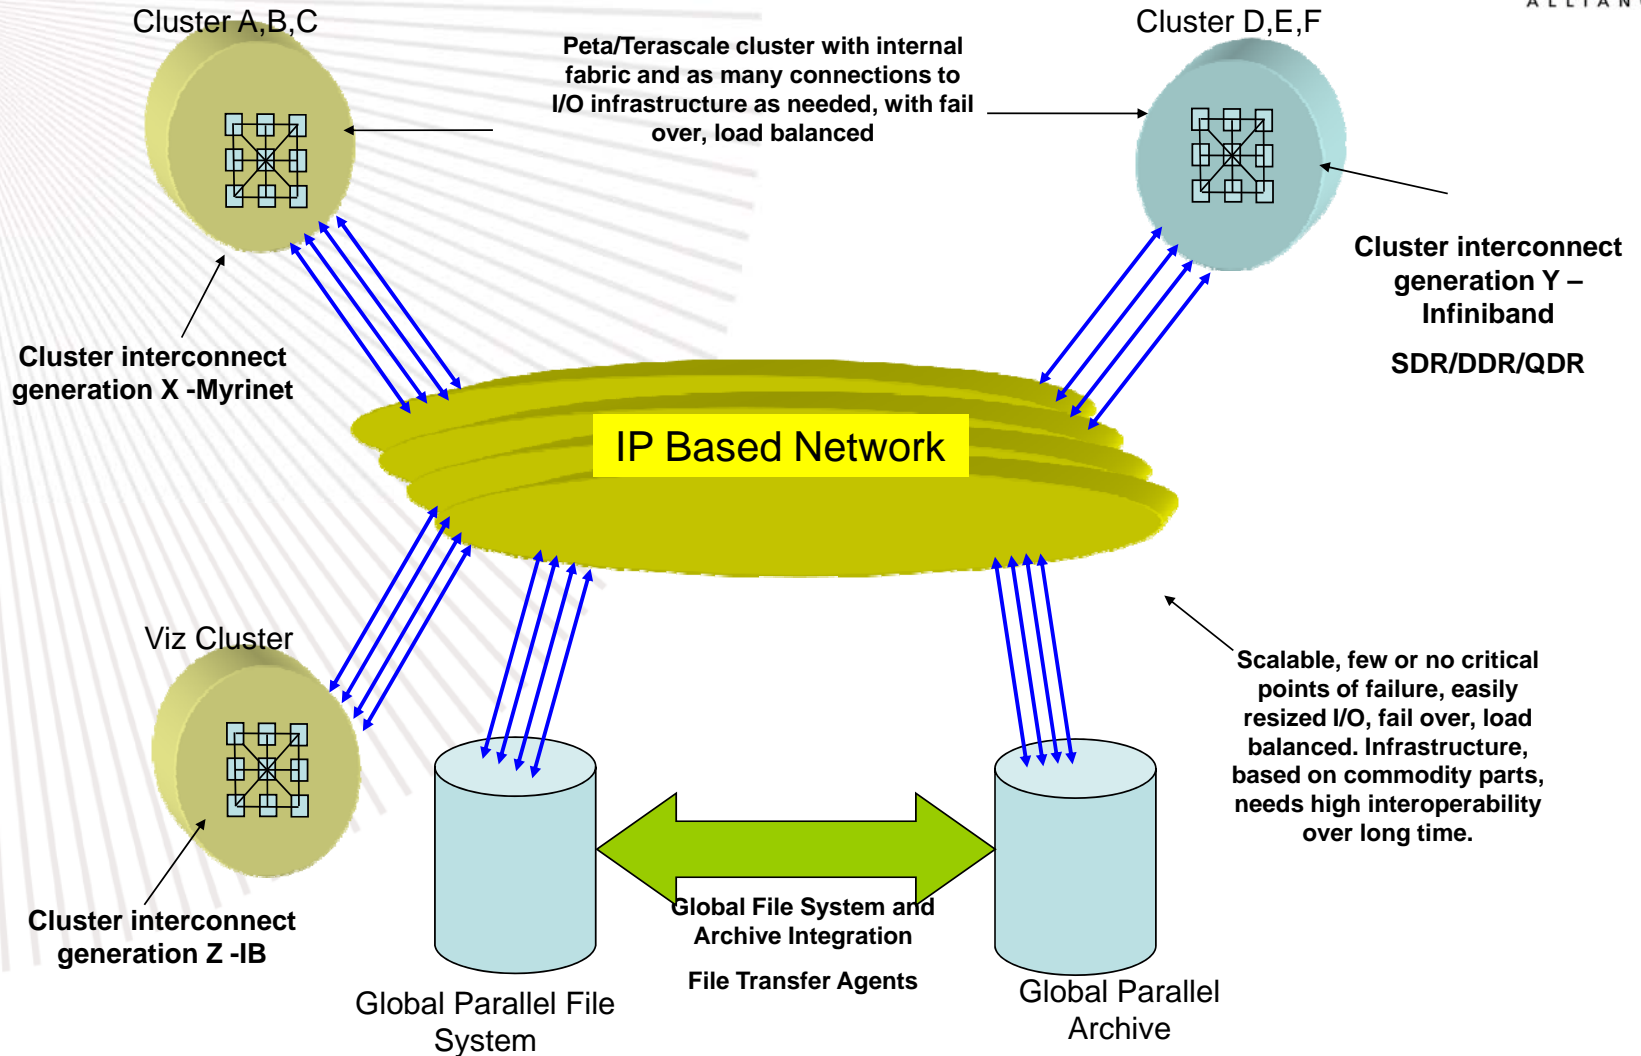 ALLIANC
Cluster A,B,C
Cluster D,E,F
Peta/Terascale cluster with internal
fabric and as many connections to
I/O infrastructure as needed, with fail
over, load balanced
Cluster interconnect
generation Y –
Infiniband
SDR/DDR/QDR
Cluster interconnect
generation X -Myrinet
IP Based Network
Viz Cluster
Scalable, few or no critical
points of failure, easily
resized I/O, fail over, load
balanced. Infrastructure,
based on commodity parts,
needs high interoperability
over long time.
Cluster interconnect
generation Z -IB
Global File System and
Archive Integration
File Transfer Agents
Global Parallel File
System
Global Parallel
Archive